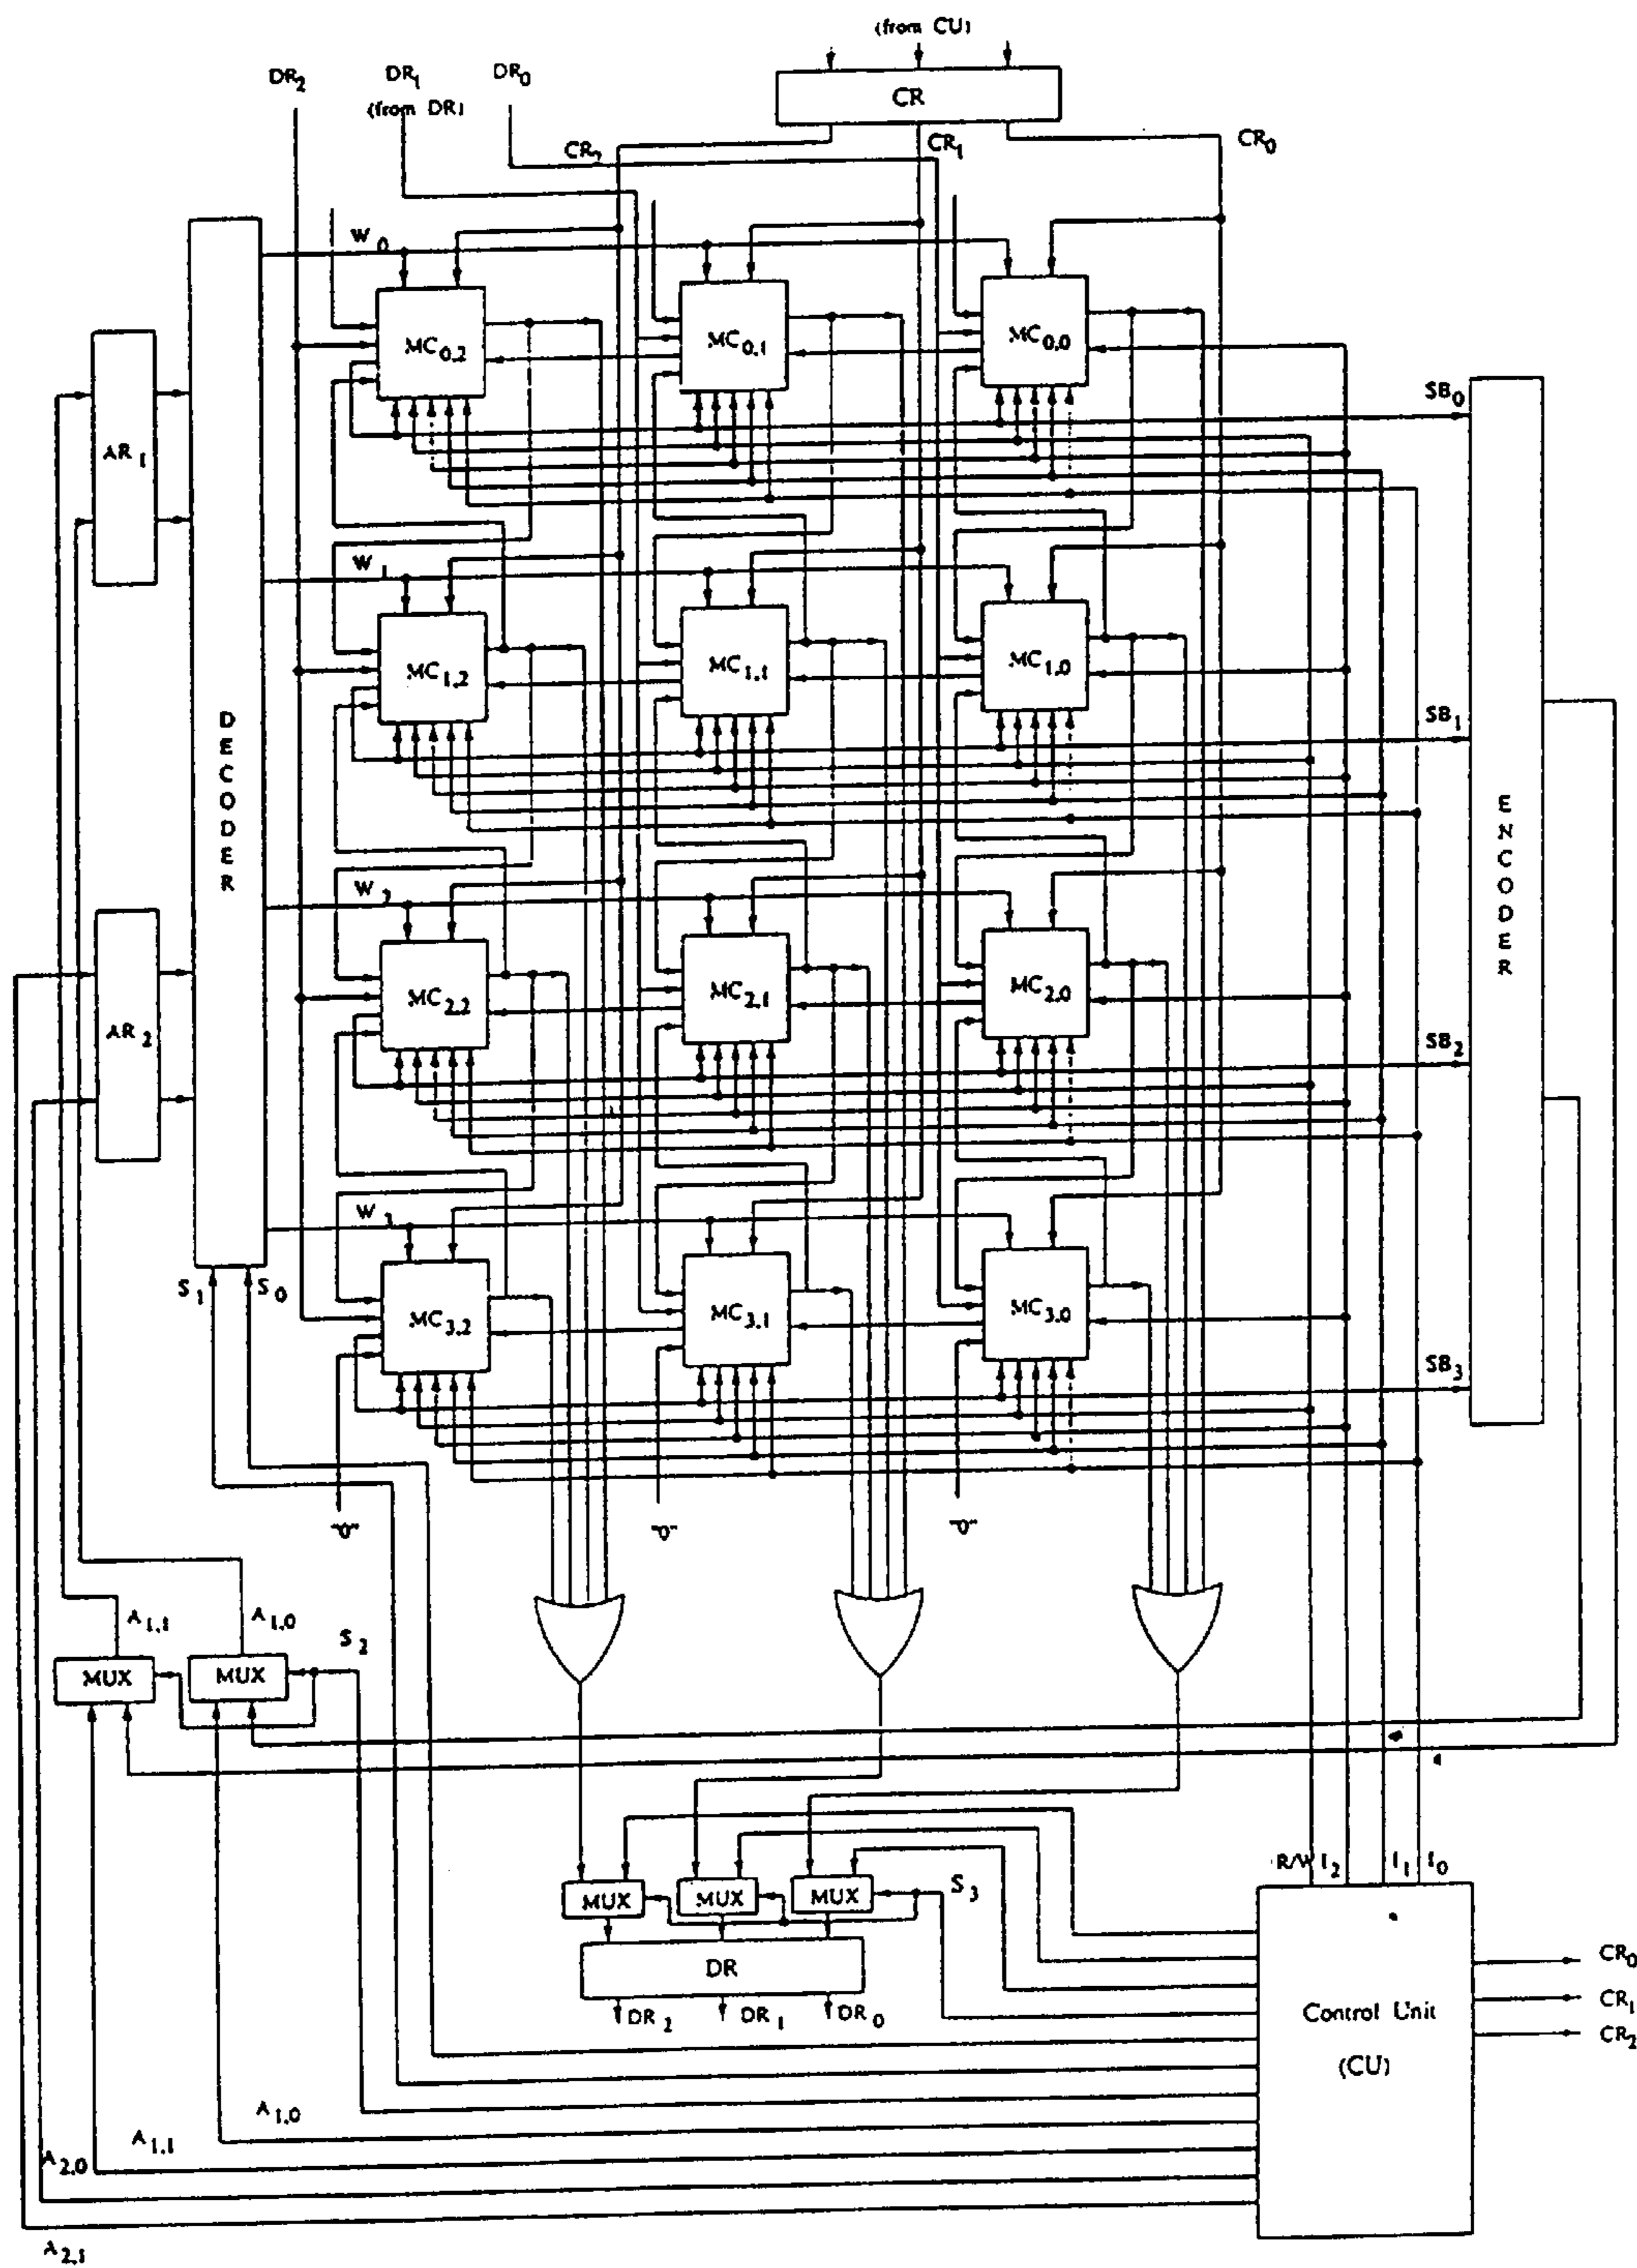 (from CU)
DR2 DR1 DR0
(from DR)
CR
CR2 CR1 CR0
W0
MC0,2 MC0,1 MC0,0
SB0
AR1
W1
MC1,2 MC1,1 MC1,0
SB1
DECODER
ENCODER
W2
MC2,2 MC2,1 MC2,0
SB2
AR2
W3
S1 S0
MC3,2 MC3,1 MC3,0
SB3
"0" "0" "0"
A1,1 A1,0 S2
MUX MUX
R/W I2 I1 I0
MUX MUX MUX S3
DR
DR2 DR1 DR0
Control Unit
(CU)
CR0
CR1
CR2
A1,0
A1,1
A2,0
A2,1